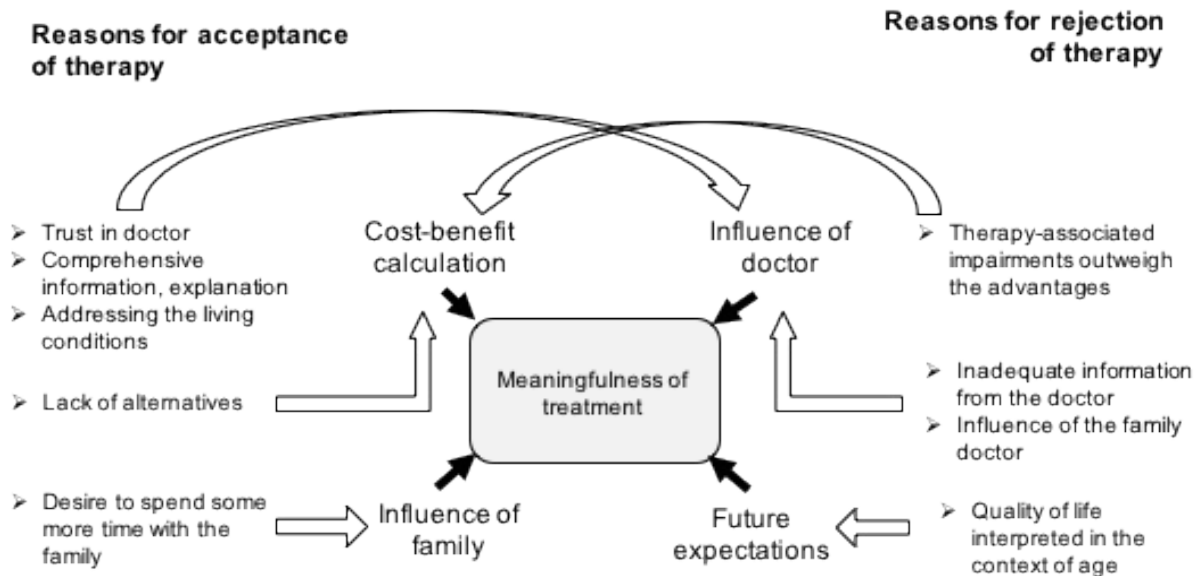 Reasons for acceptance
of therapy
Reasons for rejection
of therapy
➢ Trust in doctor
➢ Comprehensive
information, explanation
➢ Addressing the living
conditions
Cost-benefit
calculation
Influence of
doctor
➢ Therapy-associated
impairments outweigh
the advantages
➢ Lack of alternatives
Meaningfulness of
treatment
➢ Inadequate information
from the doctor
➢ Influence of the family
doctor
➢ Desire to spend some
more time with the
family
Influence of
family
Future
expectations
➢ Quality of life
interpreted in the
context of age